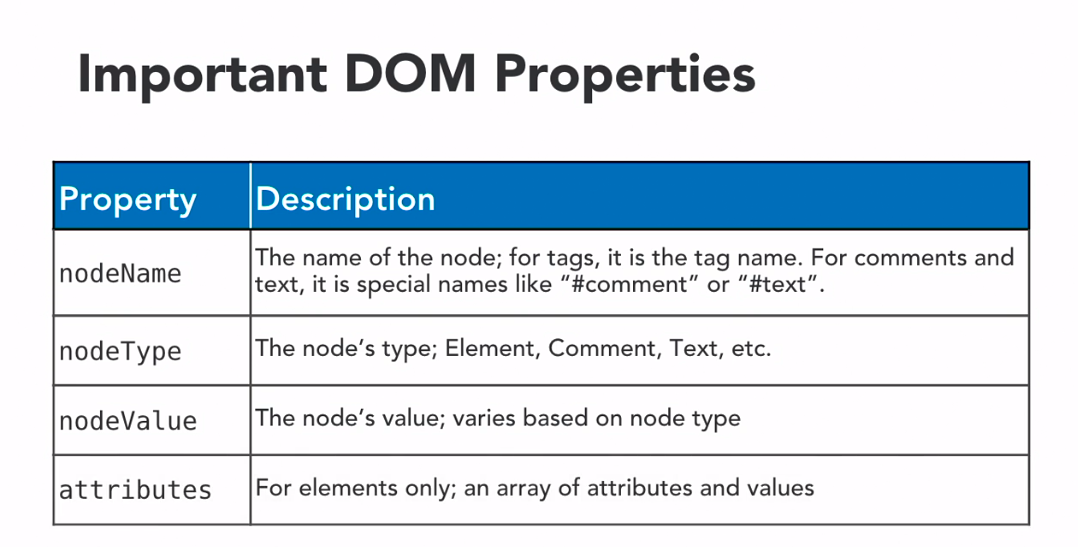 Important DOM Properties
Property Description
nodeName The name of the node; for tags, it is the tag name. For comments and
text, it is special names like “#comment” or “#text”.
nodeType The node’s type; Element, Comment, Text, etc.
nodeValue The node’s value; varies based on node type
attributes For elements only; an array of attributes and values